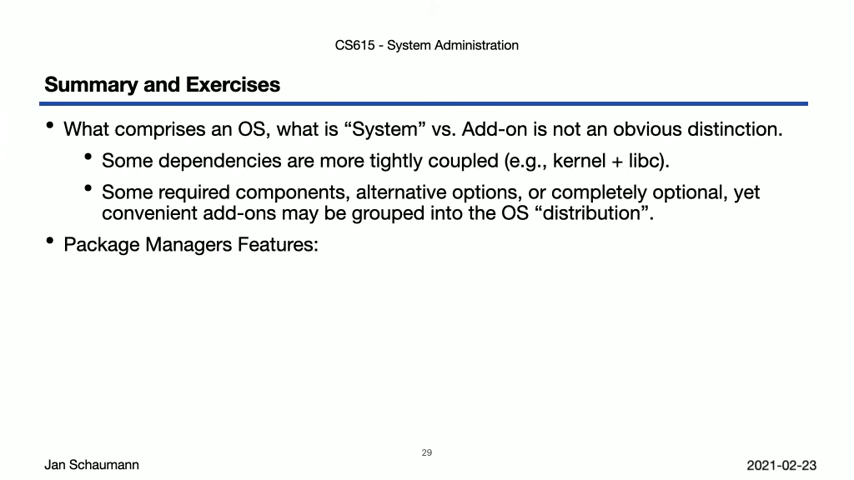 CS615 - System Administration
Summary and Exercises
• What comprises an OS, what is “System” vs. Add-on is not an obvious distinction.
• Some dependencies are more tightly coupled (e.g., kernel + libc).
• Some required components, alternative options, or completely optional, yet
convenient add-ons may be grouped into the OS “distribution”.
• Package Managers Features:
29
Jan Schaumann
2021-02-23